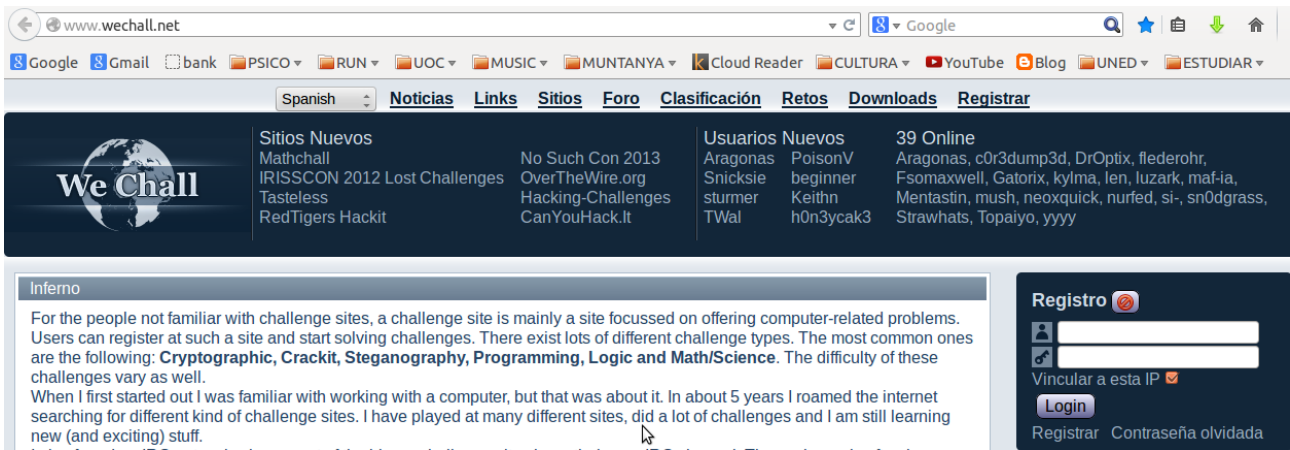 www.wechall.net
Google
Google Gmail bank PSICO RUN UOC MUSIC MUNTANYA Cloud Reader CULTURA YouTube Blog UNED ESTUDIAR
Spanish Noticias Links Sitios Foro Clasificación Retos Downloads Registrar
We Chall
Sitios Nuevos
Mathchall
IRISSCON 2012 Lost Challenges
Tasteless
RedTigers Hackit
No Such Con 2013
OverTheWire.org
Hacking-Challenges
CanYouHack.It
Usuarios Nuevos
Aragonas PoisonV
Snicksie beginner
sturmer Keithn
TWal h0n3ycak3
39 Online
Aragonas, c0r3dump3d, DrOptix, flederohr,
Fsomaxwell, Gatorix, kylma, len, luzark, maf-ia,
Mentastin, mush, neoxquick, nurfed, si-, sn0dgrass,
Strawhats, Topaiyo, yyyy
Inferno
For the people not familiar with challenge sites, a challenge site is mainly a site focussed on offering computer-related problems.
Users can register at such a site and start solving challenges. There exist lots of different challenge types. The most common ones
are the following: Cryptographic, Crackit, Steganography, Programming, Logic and Math/Science. The difficulty of these
challenges vary as well.
When I first started out I was familiar with working with a computer, but that was about it. In about 5 years I roamed the internet
searching for different kind of challenge sites. I have played at many different sites, did a lot of challenges and I am still learning
new (and exciting) stuff.
Registro
Vincular a esta IP
Login
Registrar Contraseña olvidada